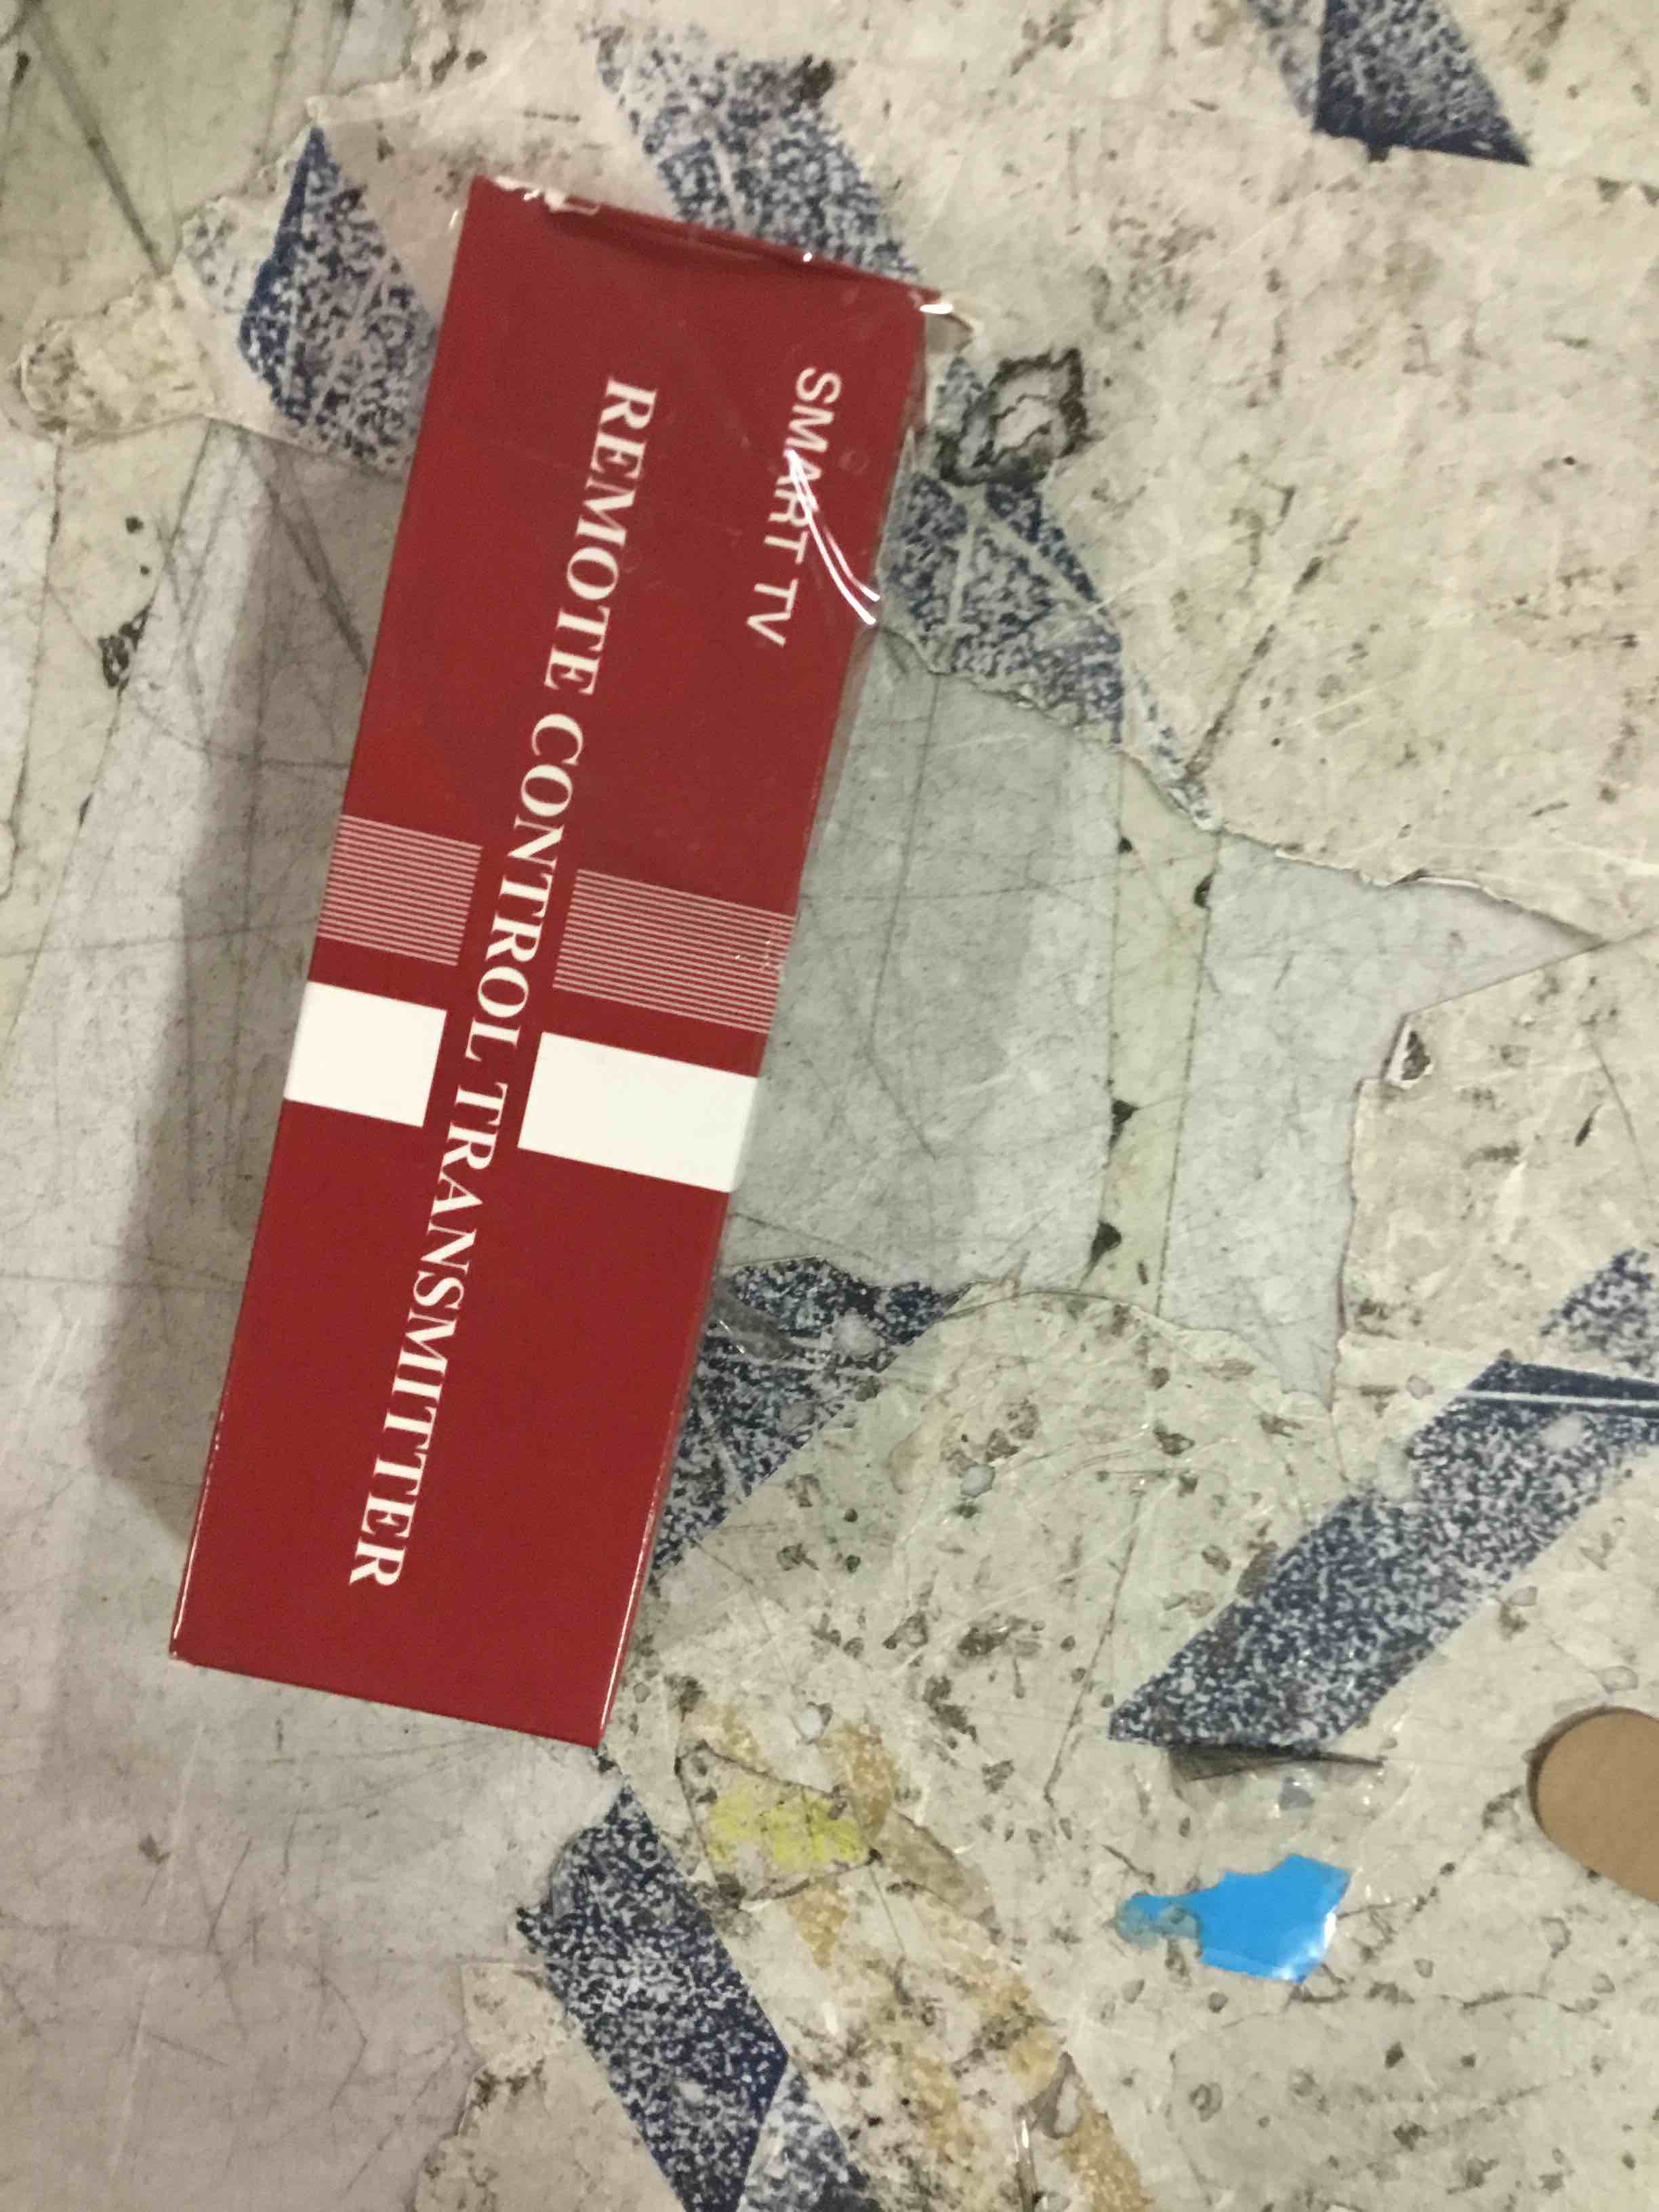 SMART TV
REMOTE CONTROL TRANSMITTER